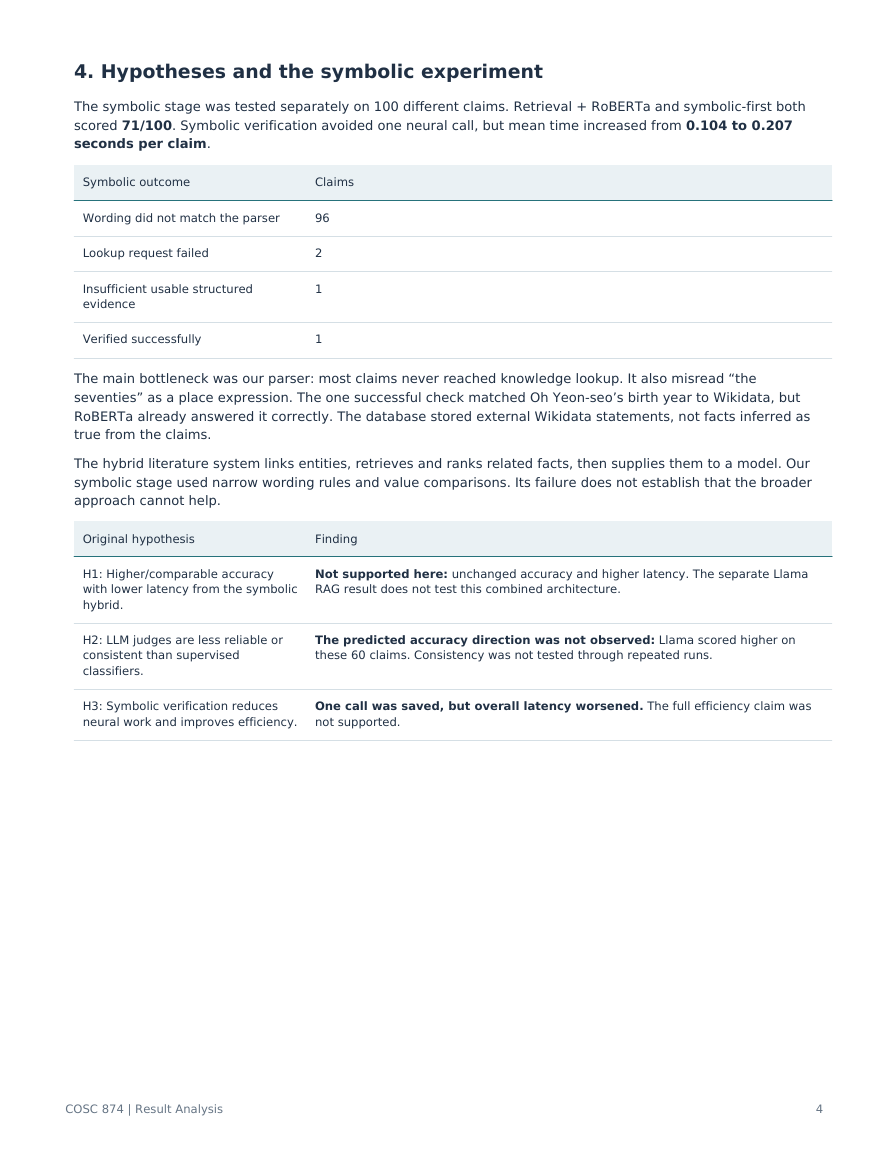 4. Hypotheses and the symbolic experiment
The symbolic stage was tested separately on 100 different claims. Retrieval + RoBERTa and symbolic-first both
scored 71/100. Symbolic verification avoided one neural call, but mean time increased from 0.104 to 0.207
seconds per claim.
Symbolic outcome Claims
Wording did not match the parser 96
Lookup request failed 2
Insufficient usable structured 1
evidence
Verified successfully 1
The main bottleneck was our parser: most claims never reached knowledge lookup. It also misread “the
seventies” as a place expression. The one successful check matched Oh Yeon-seo’s birth year to Wikidata, but
RoBERTa already answered it correctly. The database stored external Wikidata statements, not facts inferred as
true from the claims.
The hybrid literature system links entities, retrieves and ranks related facts, then supplies them to a model. Our
symbolic stage used narrow wording rules and value comparisons. Its failure does not establish that the broader
approach cannot help.
Original hypothesis Finding
H1: Higher/comparable accuracy Not supported here: unchanged accuracy and higher latency. The separate Llama
with lower latency from the symbolic RAG result does not test this combined architecture.
hybrid.
H2: LLM judges are less reliable or The predicted accuracy direction was not observed: Llama scored higher on
consistent than supervised these 60 claims. Consistency was not tested through repeated runs.
classifiers.
H3: Symbolic verification reduces One call was saved, but overall latency worsened. The full efficiency claim was
neural work and improves efficiency. not supported.
COSC 874 | Result Analysis 4